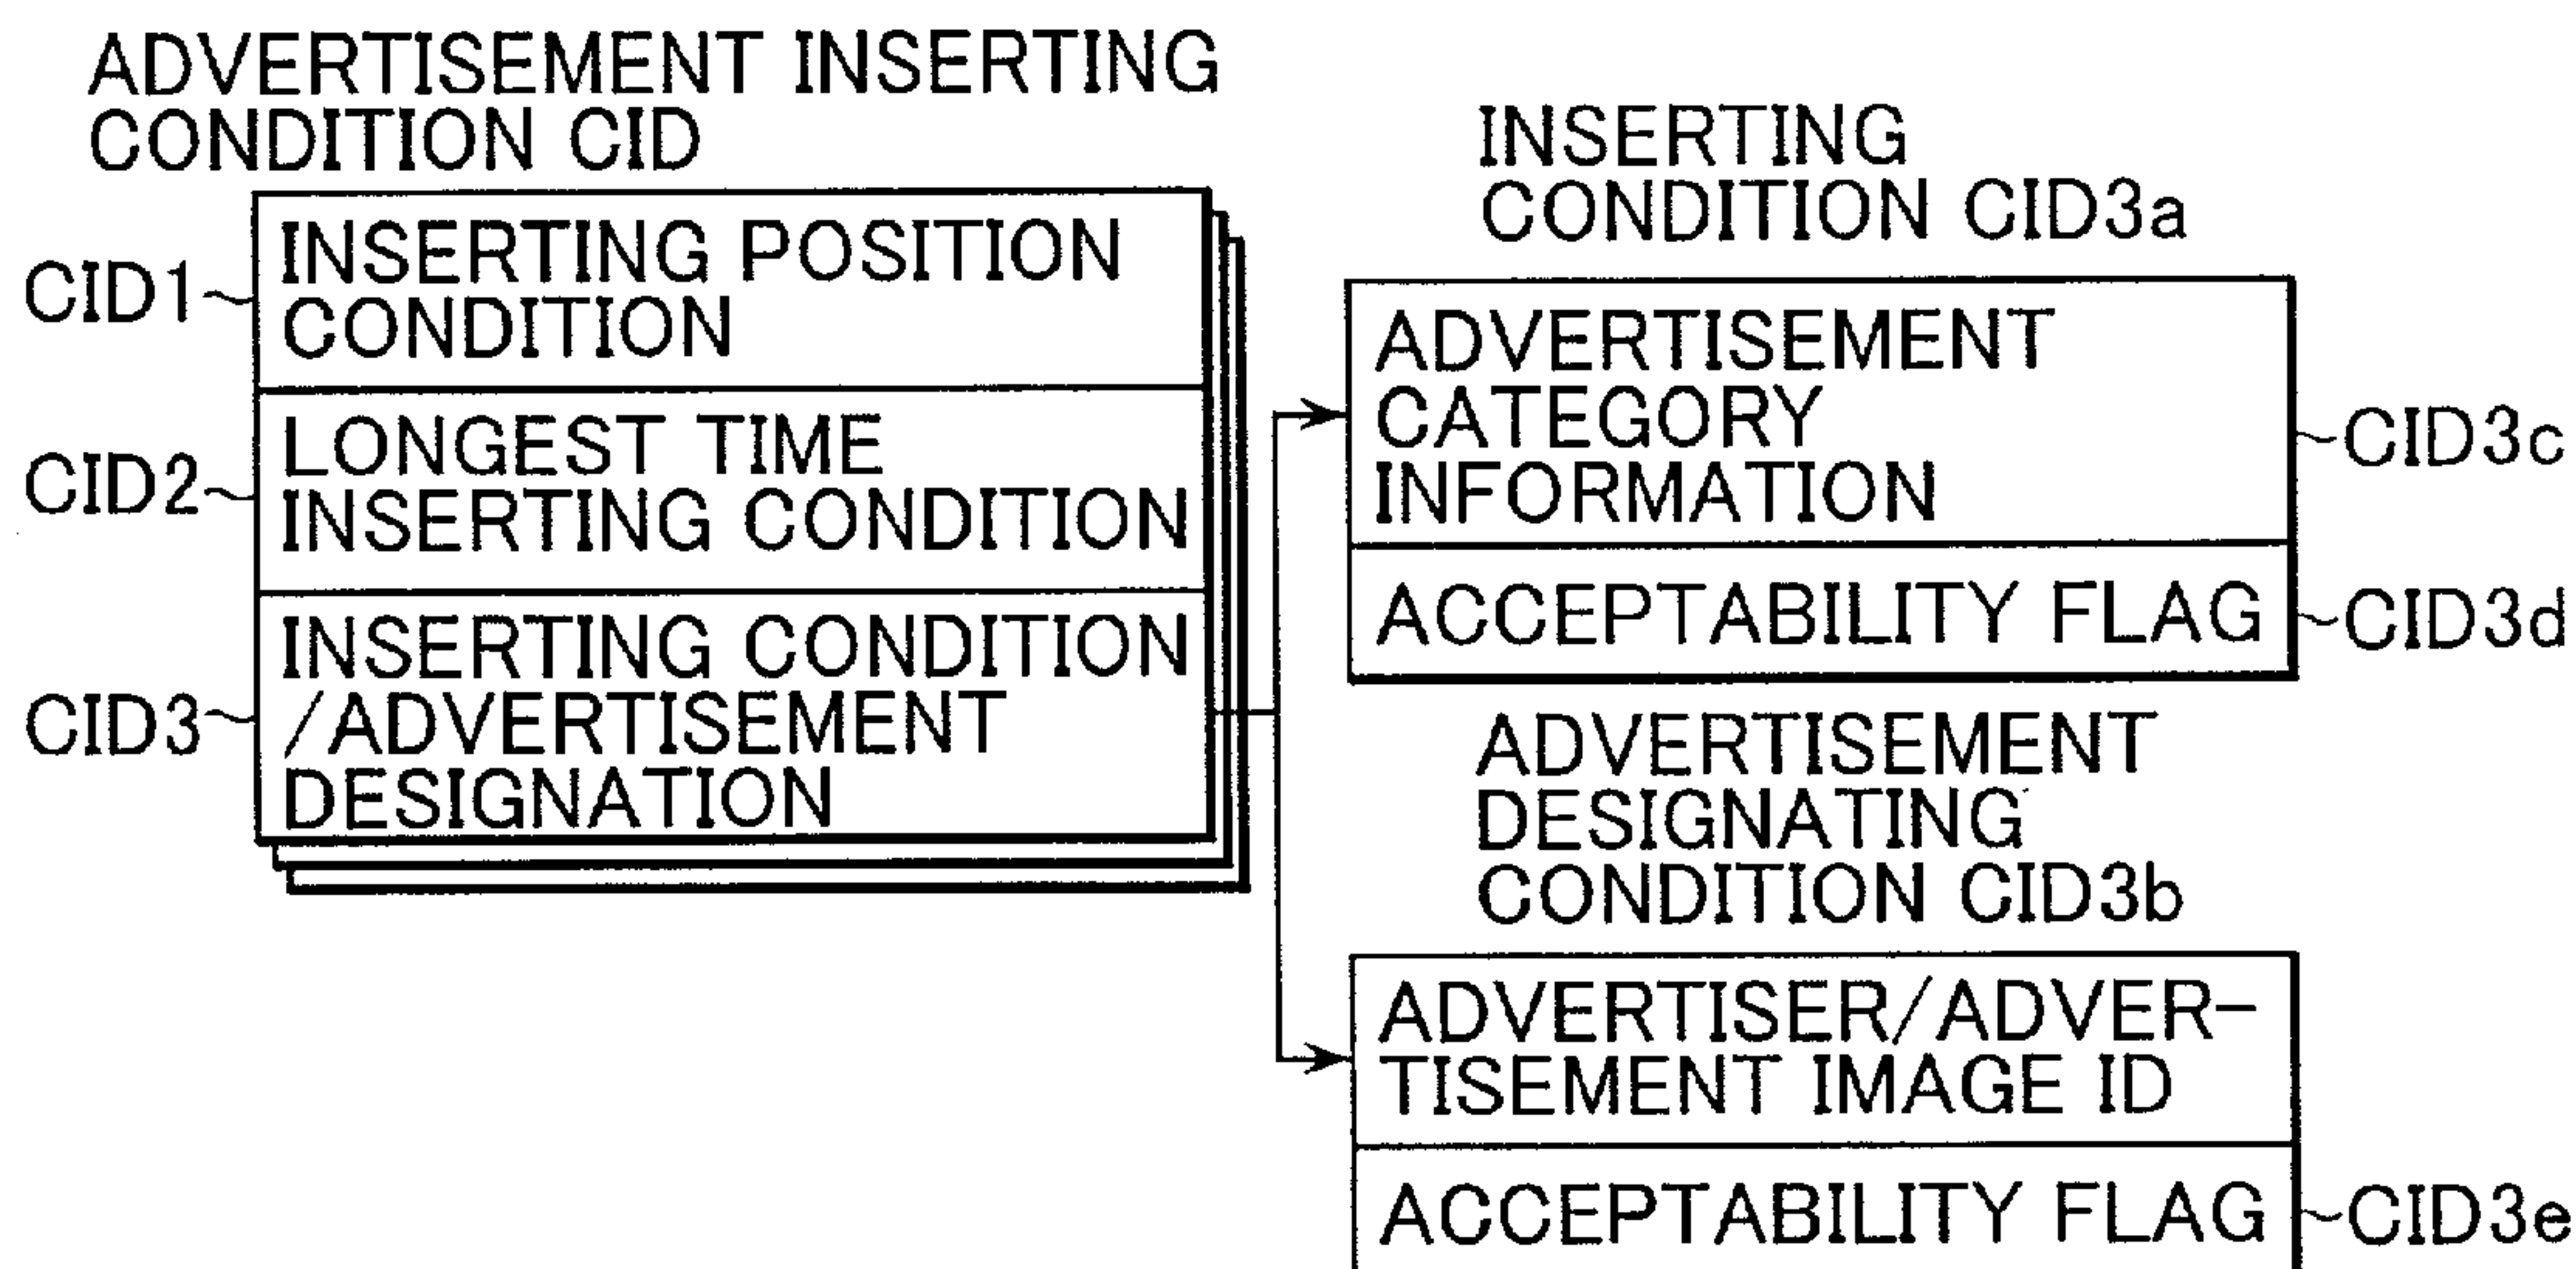 ADVERTISEMENT INSERTING
CONDITION CID
CID1
INSERTING POSITION
CONDITION
CID2
LONGEST TIME
INSERTING CONDITION
CID3
INSERTING CONDITION
/ADVERTISEMENT
DESIGNATION
INSERTING
CONDITION CID3a
ADVERTISEMENT
CATEGORY
INFORMATION
CID3c
ACCEPTABILITY FLAG
CID3d
ADVERTISEMENT
DESIGNATING
CONDITION CID3b
ADVERTISER/ADVER-
TISEMENT IMAGE ID
ACCEPTABILITY FLAG
CID3e